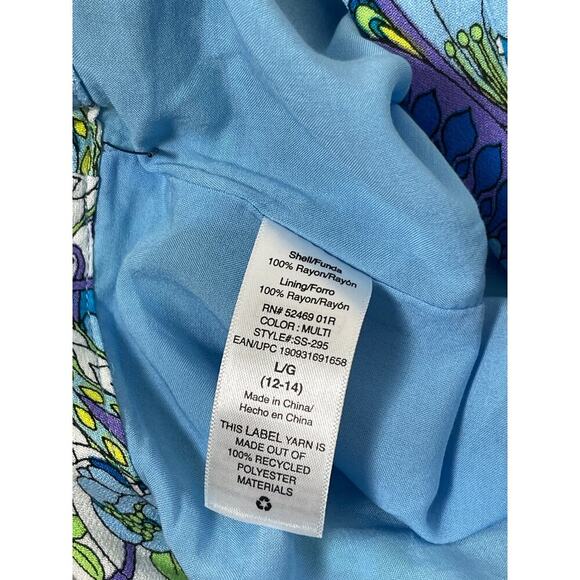 Shell/Funda
100% Rayon/Rayón
Lining/Forro
100% Rayon/Rayón
RN# 52469 01R
COLOR : MULTI
STYLE#:SS-295
EAN/UPC 190931691658
L/G
(12-14)
Made in China/
Hecho en China
THIS LABEL YARN IS
MADE OUT OF
100% RECYCLED
POLYESTER
MATERIALS